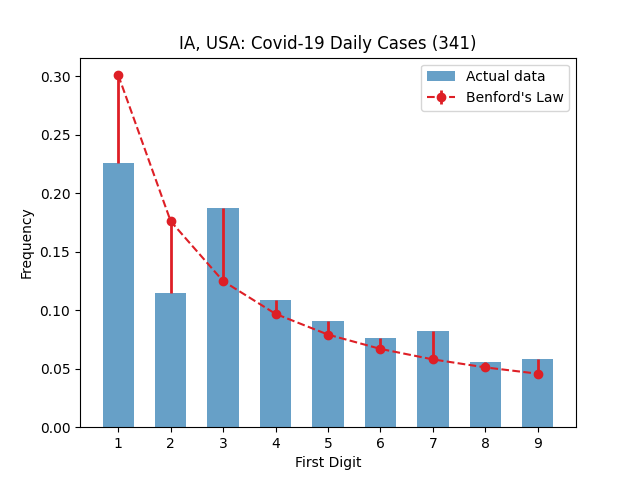 IA, USA: Covid-19 Daily Cases (341)
Actual data
Benford's Law
Frequency
0.30
0.25
0.20
0.15
0.10
0.05
0.00
1 2 3 4 5 6 7 8 9
First Digit